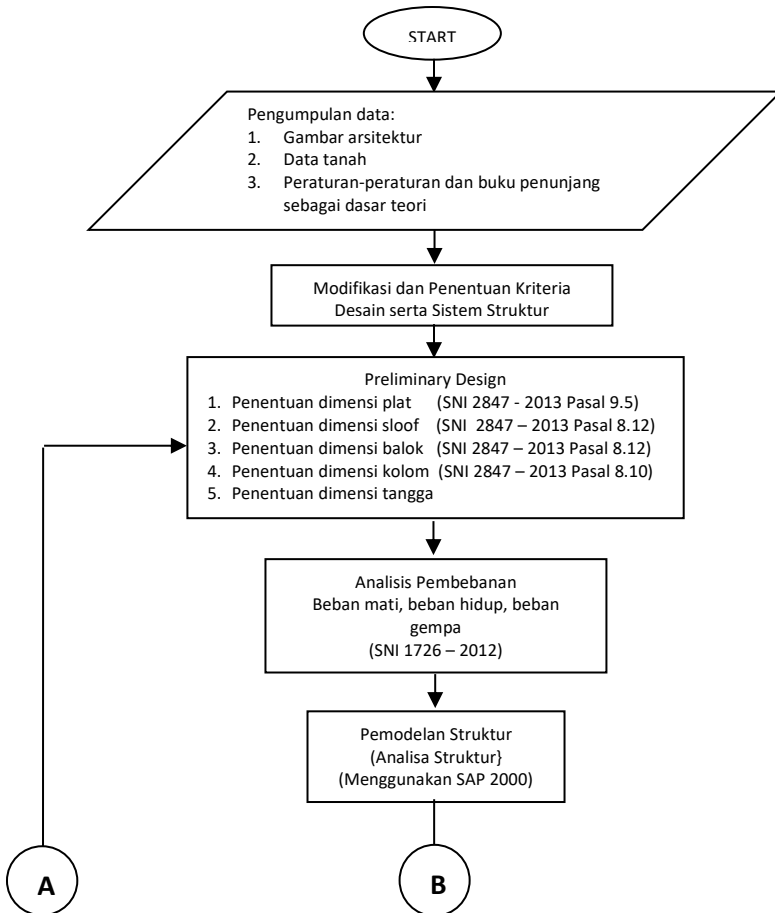 START
Pengumpulan data:
1. Gambar arsitektur
2. Data tanah
3. Peraturan-peraturan dan buku penunjang
sebagai dasar teori
Modifikasi dan Penentuan Kriteria
Desain serta Sistem Struktur
Preliminary Design
1. Penentuan dimensi plat (SNI 2847 - 2013 Pasal 9.5)
2. Penentuan dimensi sloof (SNI 2847 – 2013 Pasal 8.12)
3. Penentuan dimensi balok (SNI 2847 – 2013 Pasal 8.12)
4. Penentuan dimensi kolom (SNI 2847 – 2013 Pasal 8.10)
5. Penentuan dimensi tangga
Analisis Pembebanan
Beban mati, beban hidup, beban
gempa
(SNI 1726 – 2012)
Pemodelan Struktur
(Analisa Struktur}
(Menggunakan SAP 2000)
A
B